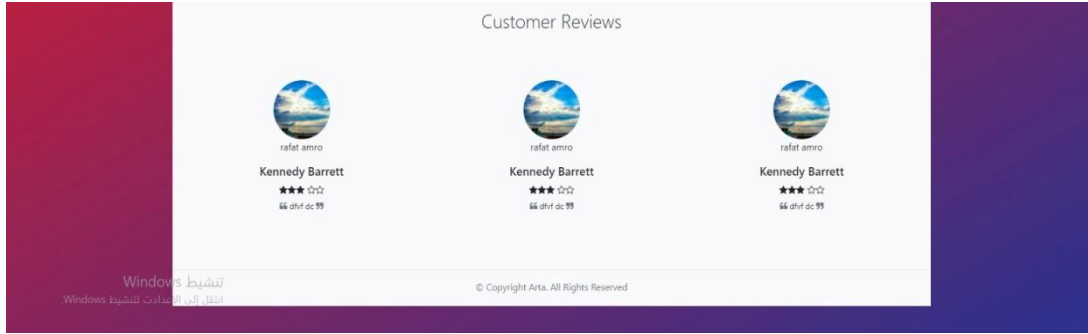 Customer Reviews
rafat amro
Kennedy Barrett
★★★☆☆
❝ dfvf dc ❞
rafat amro
Kennedy Barrett
★★★☆☆
❝ dfvf dc ❞
rafat amro
Kennedy Barrett
★★★☆☆
❝ dfvf dc ❞
تنشيط Windows
انتقل إلى الإعدادات لتنشيط Windows.
© Copyright Arta. All Rights Reserved